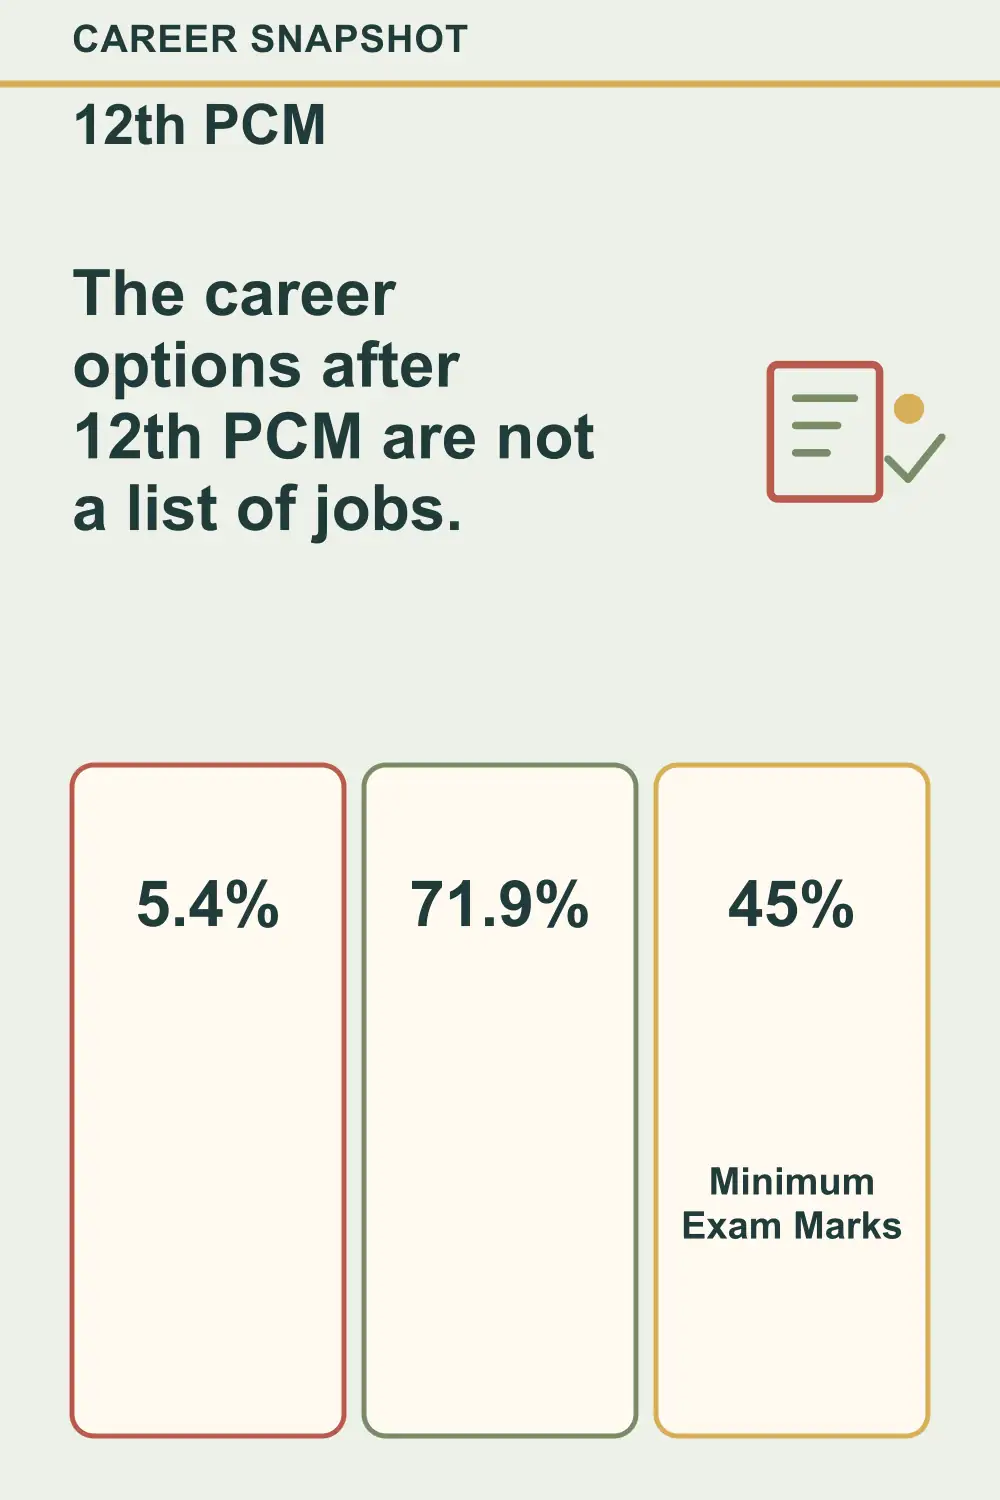 CAREER SNAPSHOT
12th PCM
The career
options after
12th PCM are not
a list of jobs.
5.4%
71.9%
45%
Minimum
Exam Marks